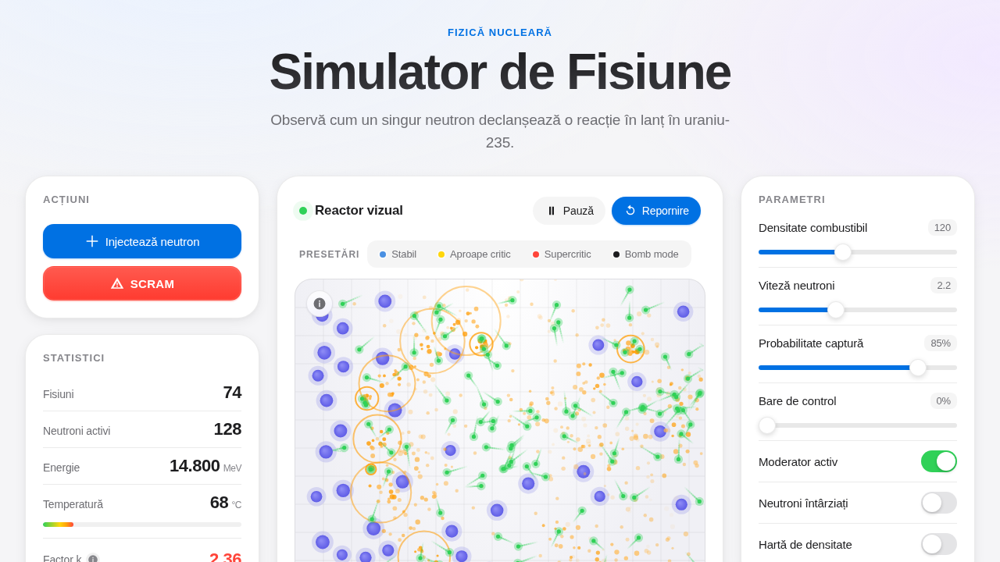 FIZICĂ NUCLEARĂ
Simulator de Fisiune
Observă cum un singur neutron declanșează o reacție în lanț în uraniu-
235.
ACȚIUNI
Injectează neutron
SCRAM
STATISTICI
Fisiuni 74
Neutroni activi 128
Energie 14.800 MeV
Temperatură 68 °C
Factor k 2.36
Reactor vizual
Pauză
Repornire
PRESETĂRI
Stabil
Aproape critic
Supercritic
Bomb mode
PARAMETRI
Densitate combustibil 120
Viteză neutroni 2.2
Probabilitate captură 85%
Bare de control 0%
Moderator activ
Neutroni întârziați
Hartă de densitate